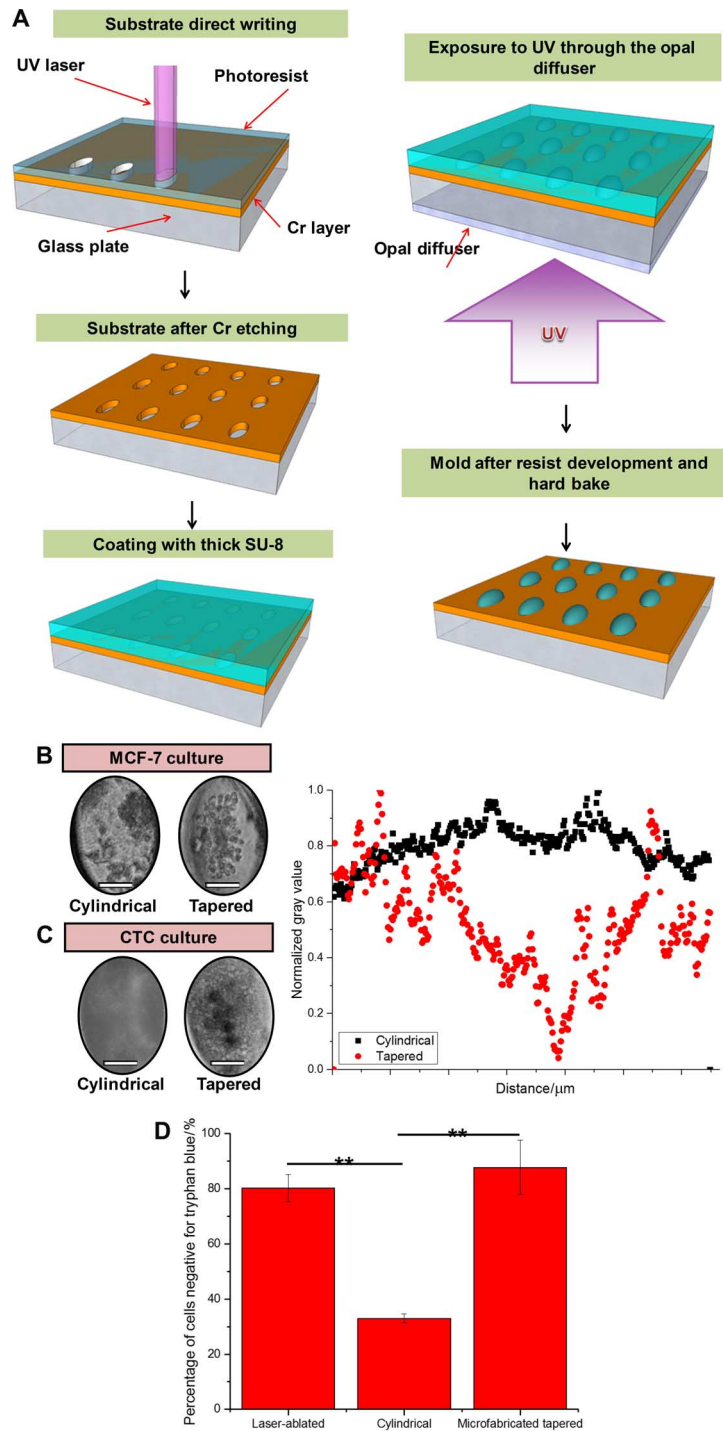 A
Substrate direct writing
UV laser
Photoresist
Cr layer
Glass plate
Substrate after Cr etching
Coating with thick SU-8
Exposure to UV through the opal
diffuser
Opal diffuser
UV
Mold after resist development and
hard bake
B
MCF-7 culture
Cylindrical
Tapered
C
CTC culture
Cylindrical
Tapered
Normalized gray value
1.0
0.8
0.6
0.4
0.2
0.0
Cylindrical
Tapered
Distance/μm
D
Percentage of cells negative for tryphan blue/%
100
80
60
40
20
0
**
**
Laser-ablated
Cylindrical
Microfabricated tapered